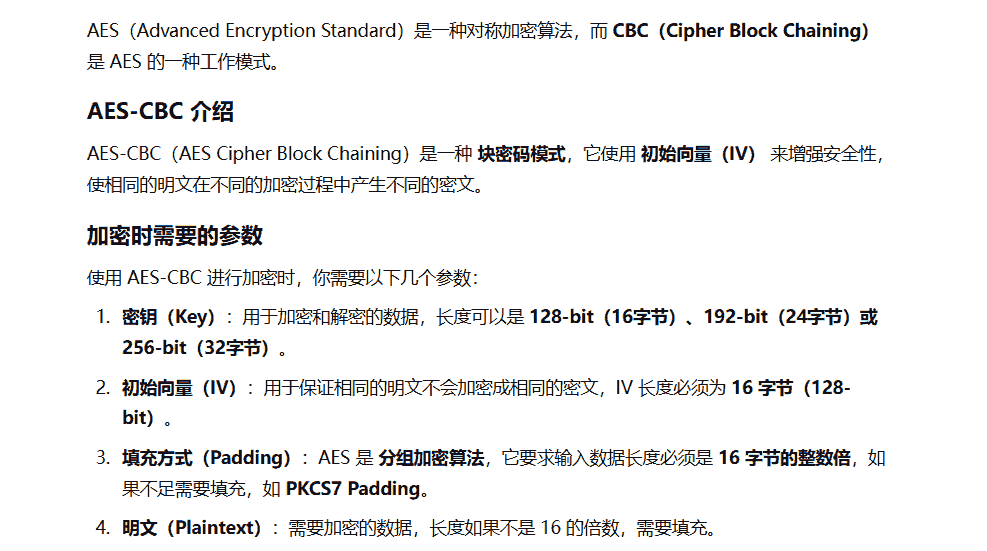 AES（Advanced Encryption Standard）是一种对称加密算法，而 CBC（Cipher Block Chaining）
是 AES 的一种工作模式。
AES-CBC 介绍
AES-CBC（AES Cipher Block Chaining）是一种 块密码模式，它使用 初始向量（IV） 来增强安全性，
使相同的明文在不同的加密过程中产生不同的密文。
加密时需要的参数
使用 AES-CBC 进行加密时，你需要以下几个参数：
1. 密钥（Key）：用于加密和解密的数据，长度可以是 128-bit（16字节）、192-bit（24字节）或
256-bit（32字节）。
2. 初始向量（IV）：用于保证相同的明文不会加密成相同的密文，IV 长度必须为 16 字节（128-
bit）。
3. 填充方式（Padding）：AES 是 分组加密算法，它要求输入数据长度必须是 16 字节的整数倍，如
果不足需要填充，如 PKCS7 Padding。
4. 明文（Plaintext）：需要加密的数据，长度如果不是 16 的倍数，需要填充。